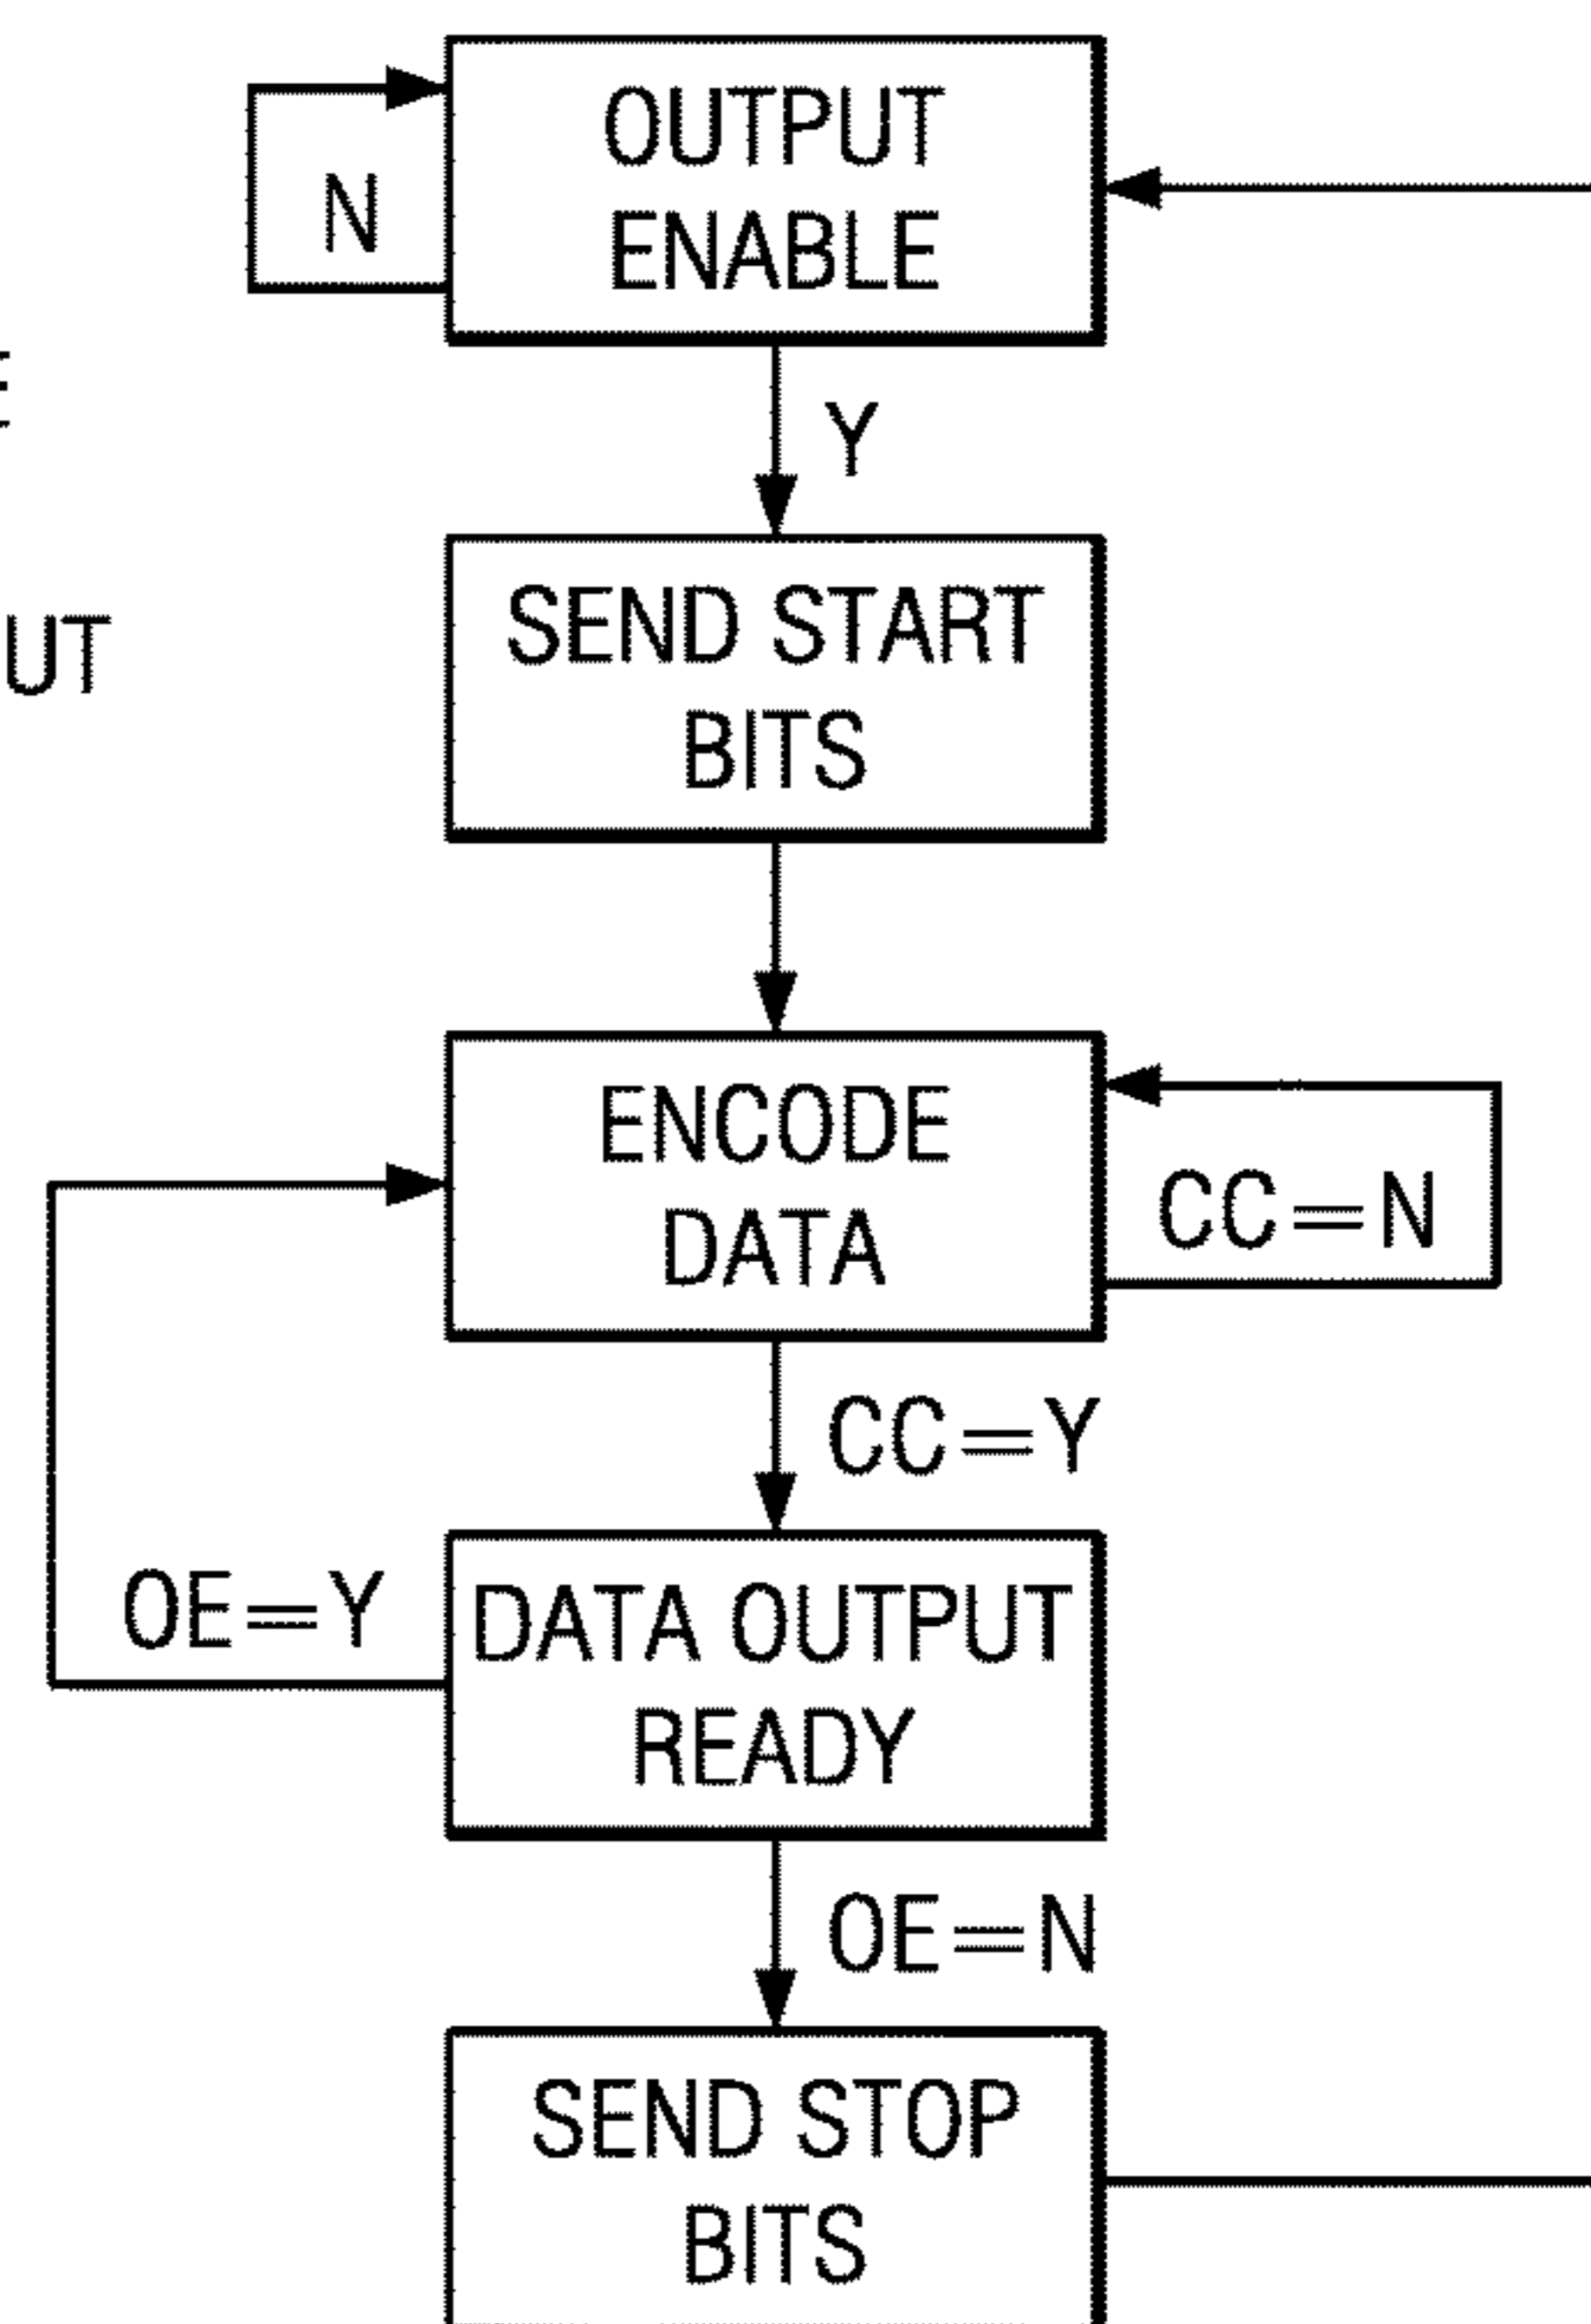 OUTPUT
ENABLE
N
Y
SEND START
BITS
UT
ENCODE
DATA
CC=N
CC=Y
OE=Y
DATA OUTPUT
READY
OE=N
SEND STOP
BITS